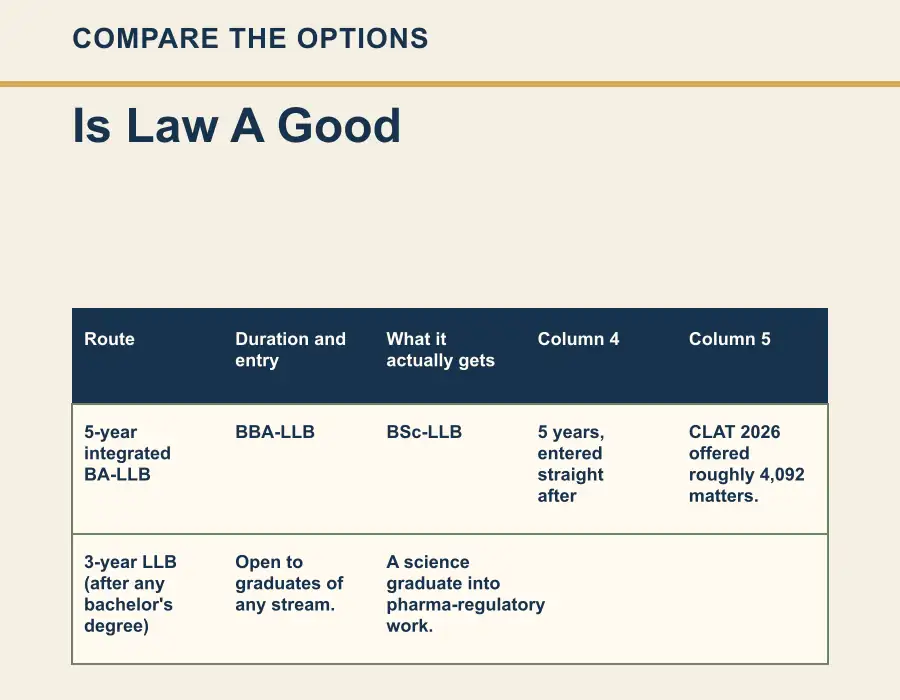 COMPARE THE OPTIONS
Is Law A Good
Route
Duration and
entry
What it
actually gets
Column 4
Column 5
5-year
integrated
BA-LLB
BBA-LLB
BSc-LLB
5 years,
entered
straight
after
CLAT 2026
offered
roughly 4,092
matters.
3-year LLB
(after any
bachelor's
degree)
Open to
graduates of
any stream.
A science
graduate into
pharma-regulatory
work.